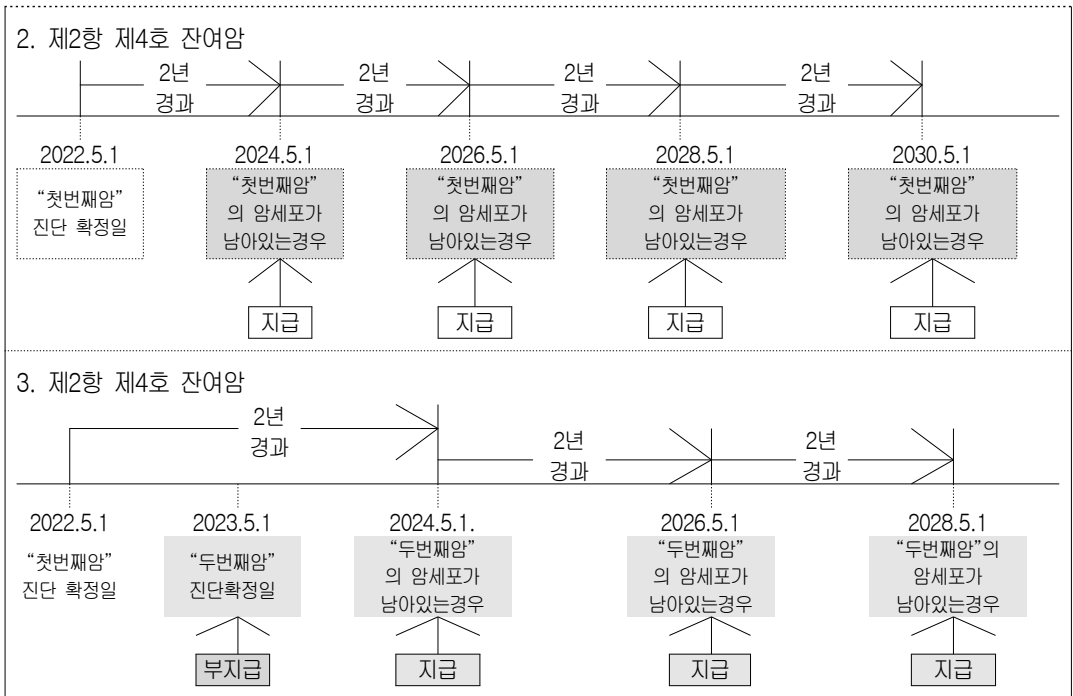 2. 제2항 제4호 잔여암
2년 2년 2년 2년
경과 경과 경과 경과
2022.5.1 2024.5.1 2026.5.1 2028.5.1 2030.5.1
“첫번째암” “첫번째암” “첫번째암” “첫번째암”
“첫번째암” 의 암세포가 의 암세포가 의 암세포가 의 암세포가
진단 확정일 남아있는경우 남아있는경우 남아있는경우 남아있는경우
지급 지급 지급 지급
3. 제2항 제4호 잔여암
2년
경과
2년 2년
경과 경과
2022.5.1 2023.5.1 2024.5.1. 2026.5.1 2028.5.1
“첫번째암” “두번째암” “두번째암” “두번째암” “두번째암”의
진단 확정일 진단확정일 의 암세포가 의 암세포가 암세포가
남아있는경우 남아있는경우 남아있는경우
부지급 지급 지급 지급